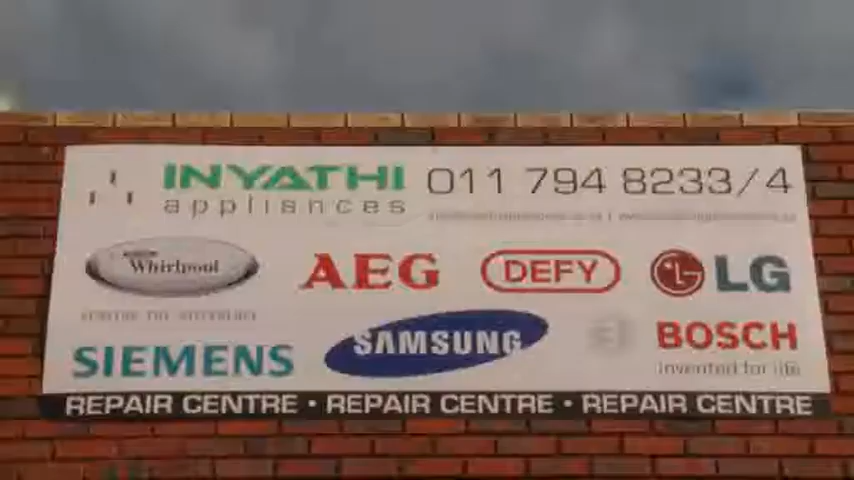 INYATHI 011 794 8233/4
appliances
Whirlpool AEG DEFY LG
SIEMENS SAMSUNG BOSCH
Invented for life
REPAIR CENTRE · REPAIR CENTRE · REPAIR CENTRE